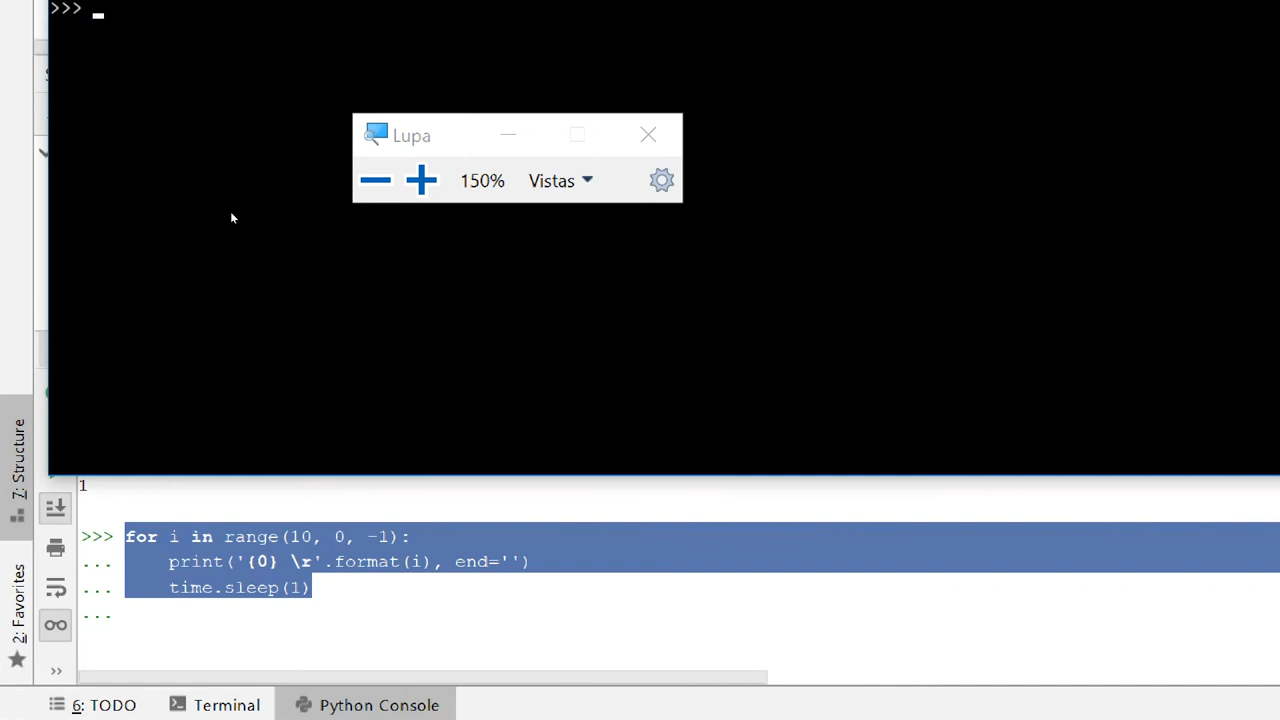 >>>
Lupa
150% Vistas
7: Structure
2: Favorites
1
>>> for i in range(10, 0, -1):
... print('{0} \r'.format(i), end='')
... time.sleep(1)
...
6: TODO Terminal Python Console